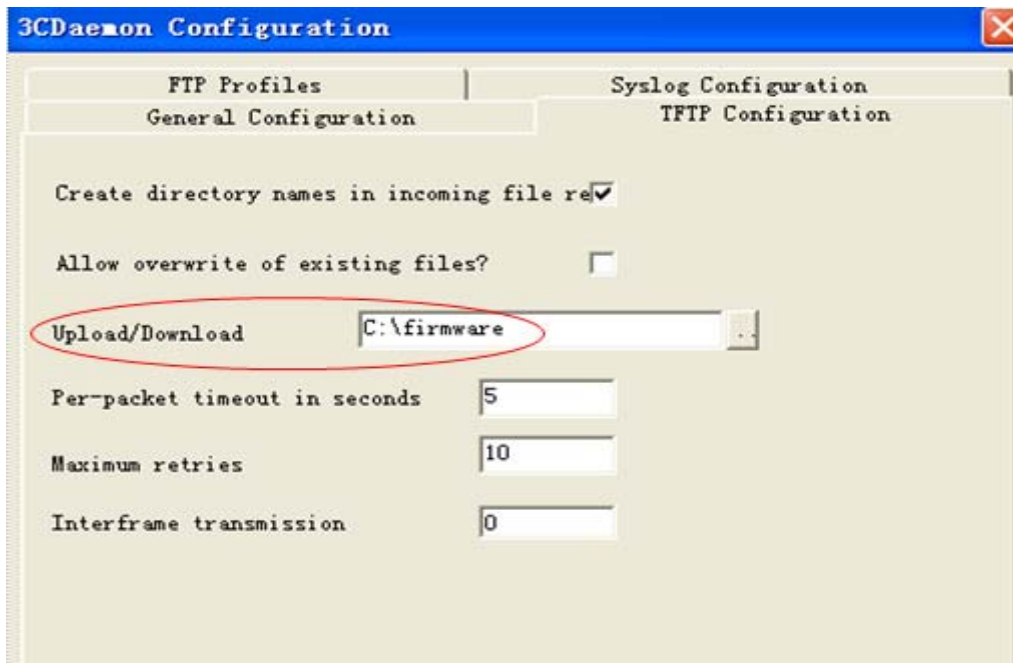 3CDaemon Configuration
FTP Profiles
Syslog Configuration
General Configuration
TFTP Configuration
Create directory names in incoming file re
Allow overwrite of existing files?
Upload/Download
C:\firmware
..
Per-packet timeout in seconds
5
Maximum retries
10
Interframe transmission
0